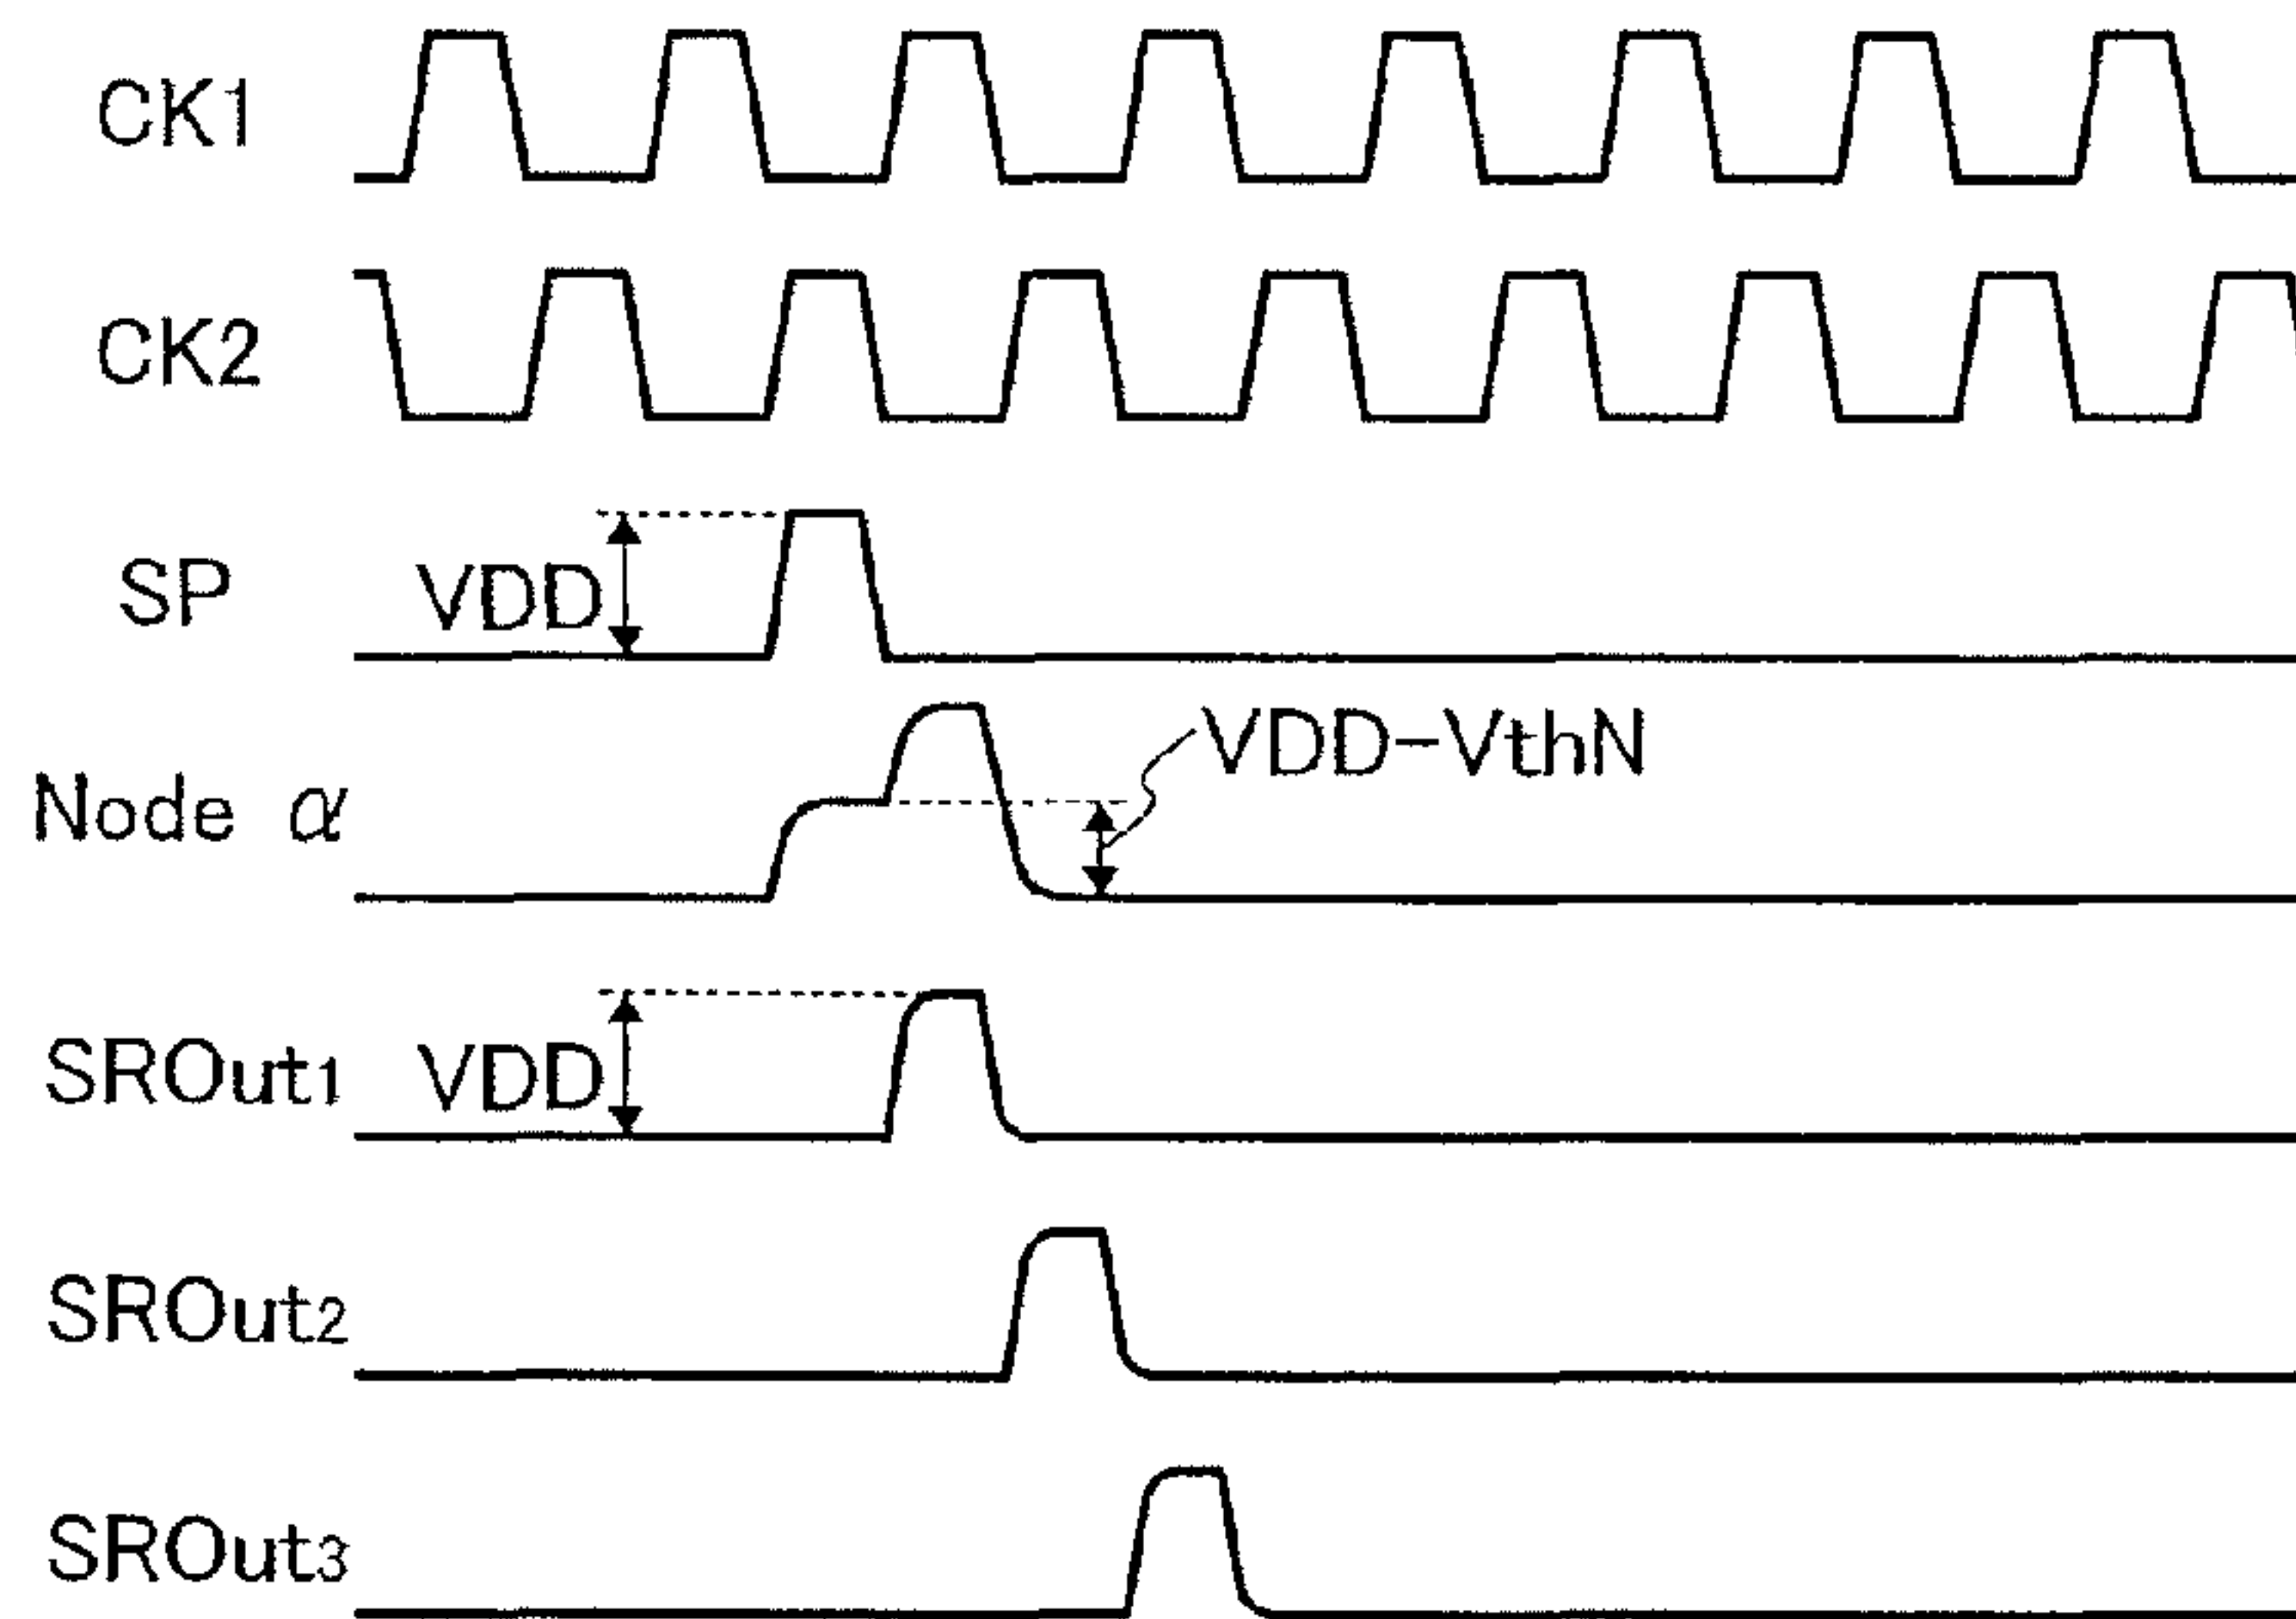 CK1
CK2
SP
VDD
Node α
VDD-VthN
SROut1
VDD
SROut2
SROut3